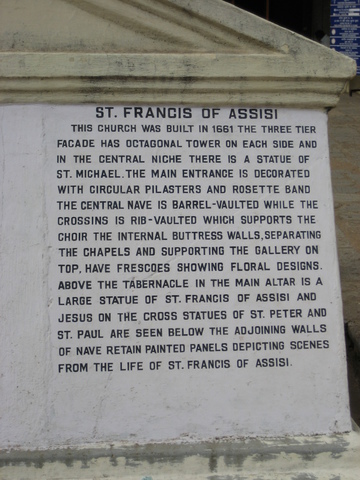 ST. FRANCIS OF ASSISI
THIS CHURCH WAS BUILT IN 1661 THE THREE TIER
FACADE HAS OCTAGONAL TOWER ON EACH SIDE AND
IN THE CENTRAL NICHE THERE IS A STATUE OF
ST. MICHAEL. THE MAIN ENTRANCE IS DECORATED
WITH CIRCULAR PILASTERS AND ROSETTE BAND
THE CENTRAL NAVE IS BARREL-VAULTED WHILE THE
CROSSINS IS RIB-VAULTED WHICH SUPPORTS THE
CHOIR THE INTERNAL BUTTRESS WALLS, SEPARATING
THE CHAPELS AND SUPPORTING THE GALLERY ON
TOP, HAVE FRESCOES SHOWING FLORAL DESIGNS.
ABOVE THE TABERNACLE IN THE MAIN ALTAR IS A
LARGE STATUE OF ST. FRANCIS OF ASSISI AND
JESUS ON THE CROSS STATUES OF ST. PETER AND
ST. PAUL ARE SEEN BELOW THE ADJOINING WALLS
OF NAVE RETAIN PAINTED PANELS DEPICTING SCENES
FROM THE LIFE OF ST. FRANCIS OF ASSISI.